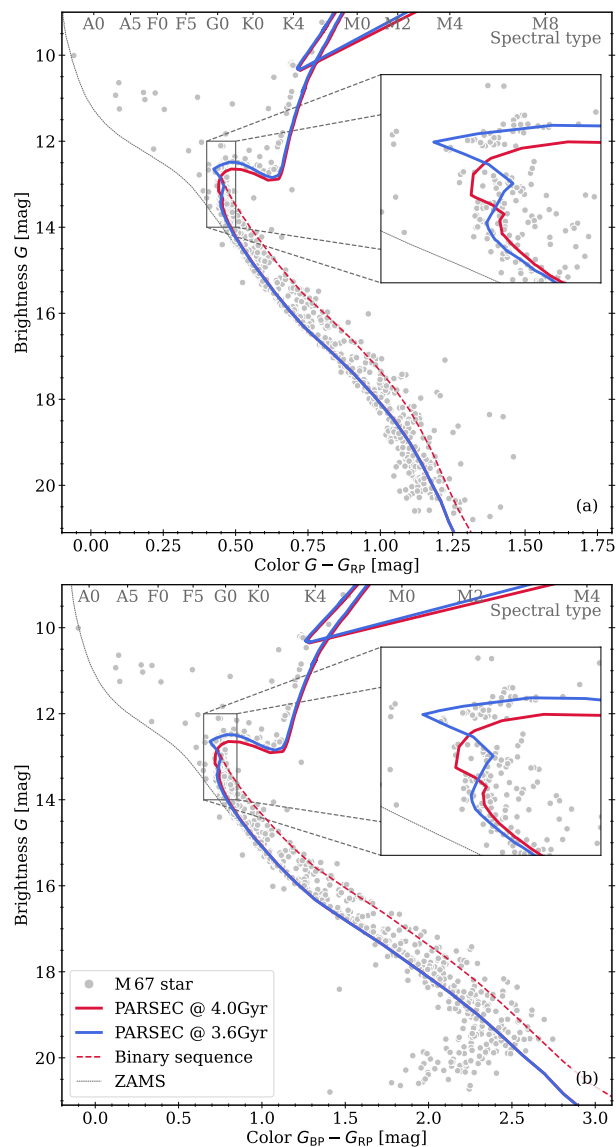 A0 A5 F0 F5 G0 K0 K4 M0 M2 M4 M8
Spectral type
10
12
14
16
18
20
Brightness G [mag]
(a)
0.00 0.25 0.50 0.75 1.00 1.25 1.50 1.75
Color G − G_RP [mag]
A0 A5 F0 F5 G0 K0 K4 M0 M2 M4
Spectral type
10
12
14
16
18
20
Brightness G [mag]
M 67 star
PARSEC @ 4.0Gyr
PARSEC @ 3.6Gyr
Binary sequence
ZAMS
(b)
0.0 0.5 1.0 1.5 2.0 2.5 3.0
Color G_BP − G_RP [mag]